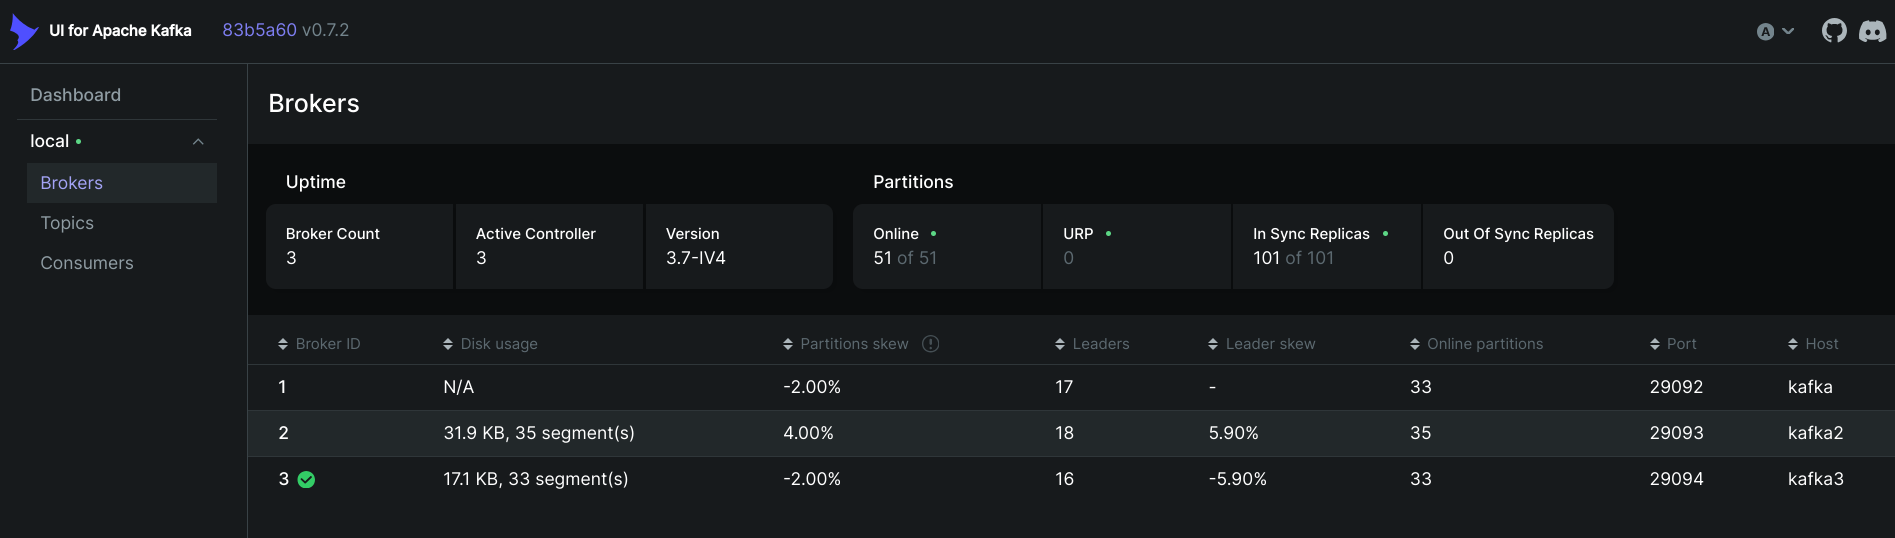 UI for Apache Kafka 83b5a60 v0.7.2 A
Dashboard
local
Brokers
Topics
Consumers
Brokers
Uptime
Broker Count Active Controller Version
3 3 3.7-IV4
Partitions
Online URP In Sync Replicas Out Of Sync Replicas
51 of 51 0 101 of 101 0
Broker ID Disk usage Partitions skew Leaders Leader skew Online partitions Port Host
1 N/A -2.00% 17 - 33 29092 kafka
2 31.9 KB, 35 segment(s) 4.00% 18 5.90% 35 29093 kafka2
3 17.1 KB, 33 segment(s) -2.00% 16 -5.90% 33 29094 kafka3